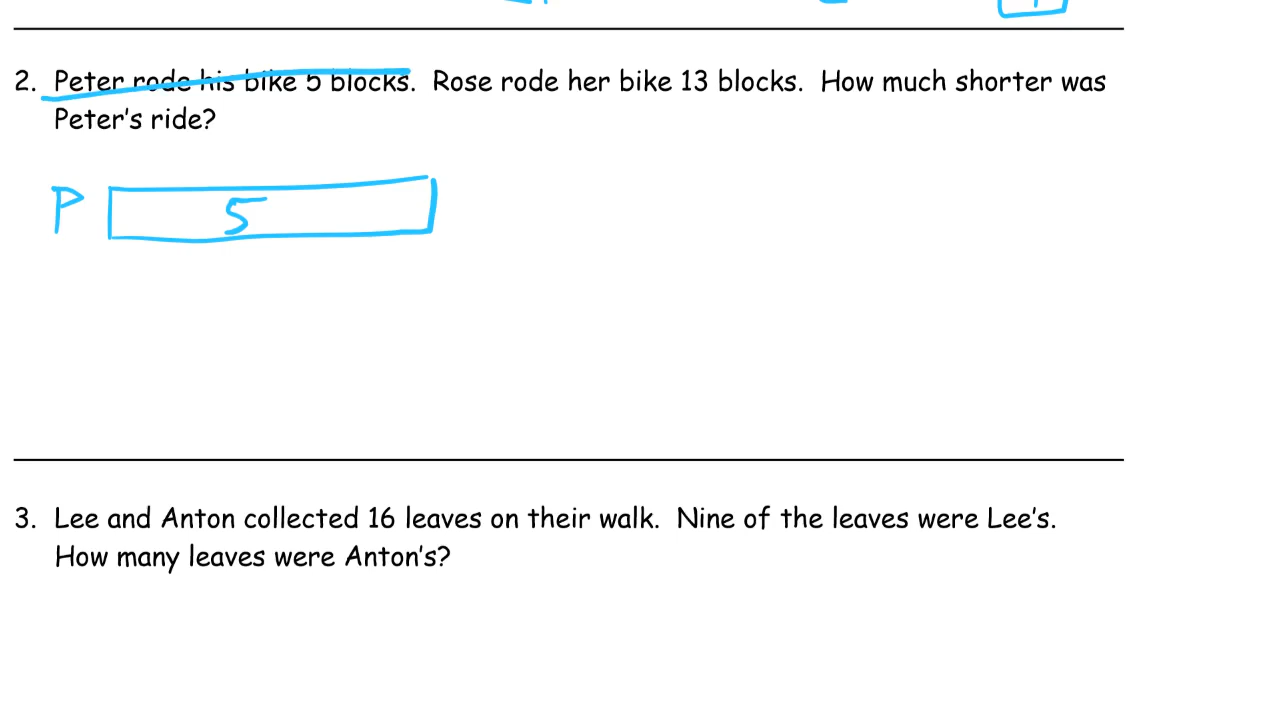 2. Peter rode his bike 5 blocks. Rose rode her bike 13 blocks. How much shorter was
Peter's ride?
P 5
3. Lee and Anton collected 16 leaves on their walk. Nine of the leaves were Lee's.
How many leaves were Anton's?